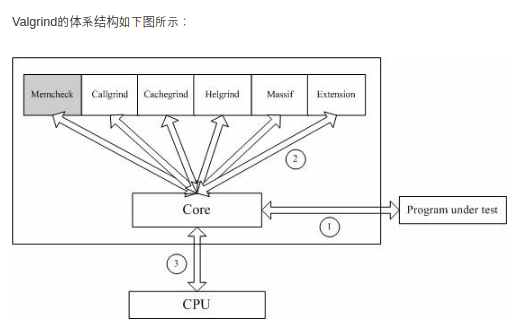 Valgrind的体系结构如下图所示：
Memcheck Callgrind Cachegrind Helgrind Massif Extension
2
Core
Program under test
1
3
CPU